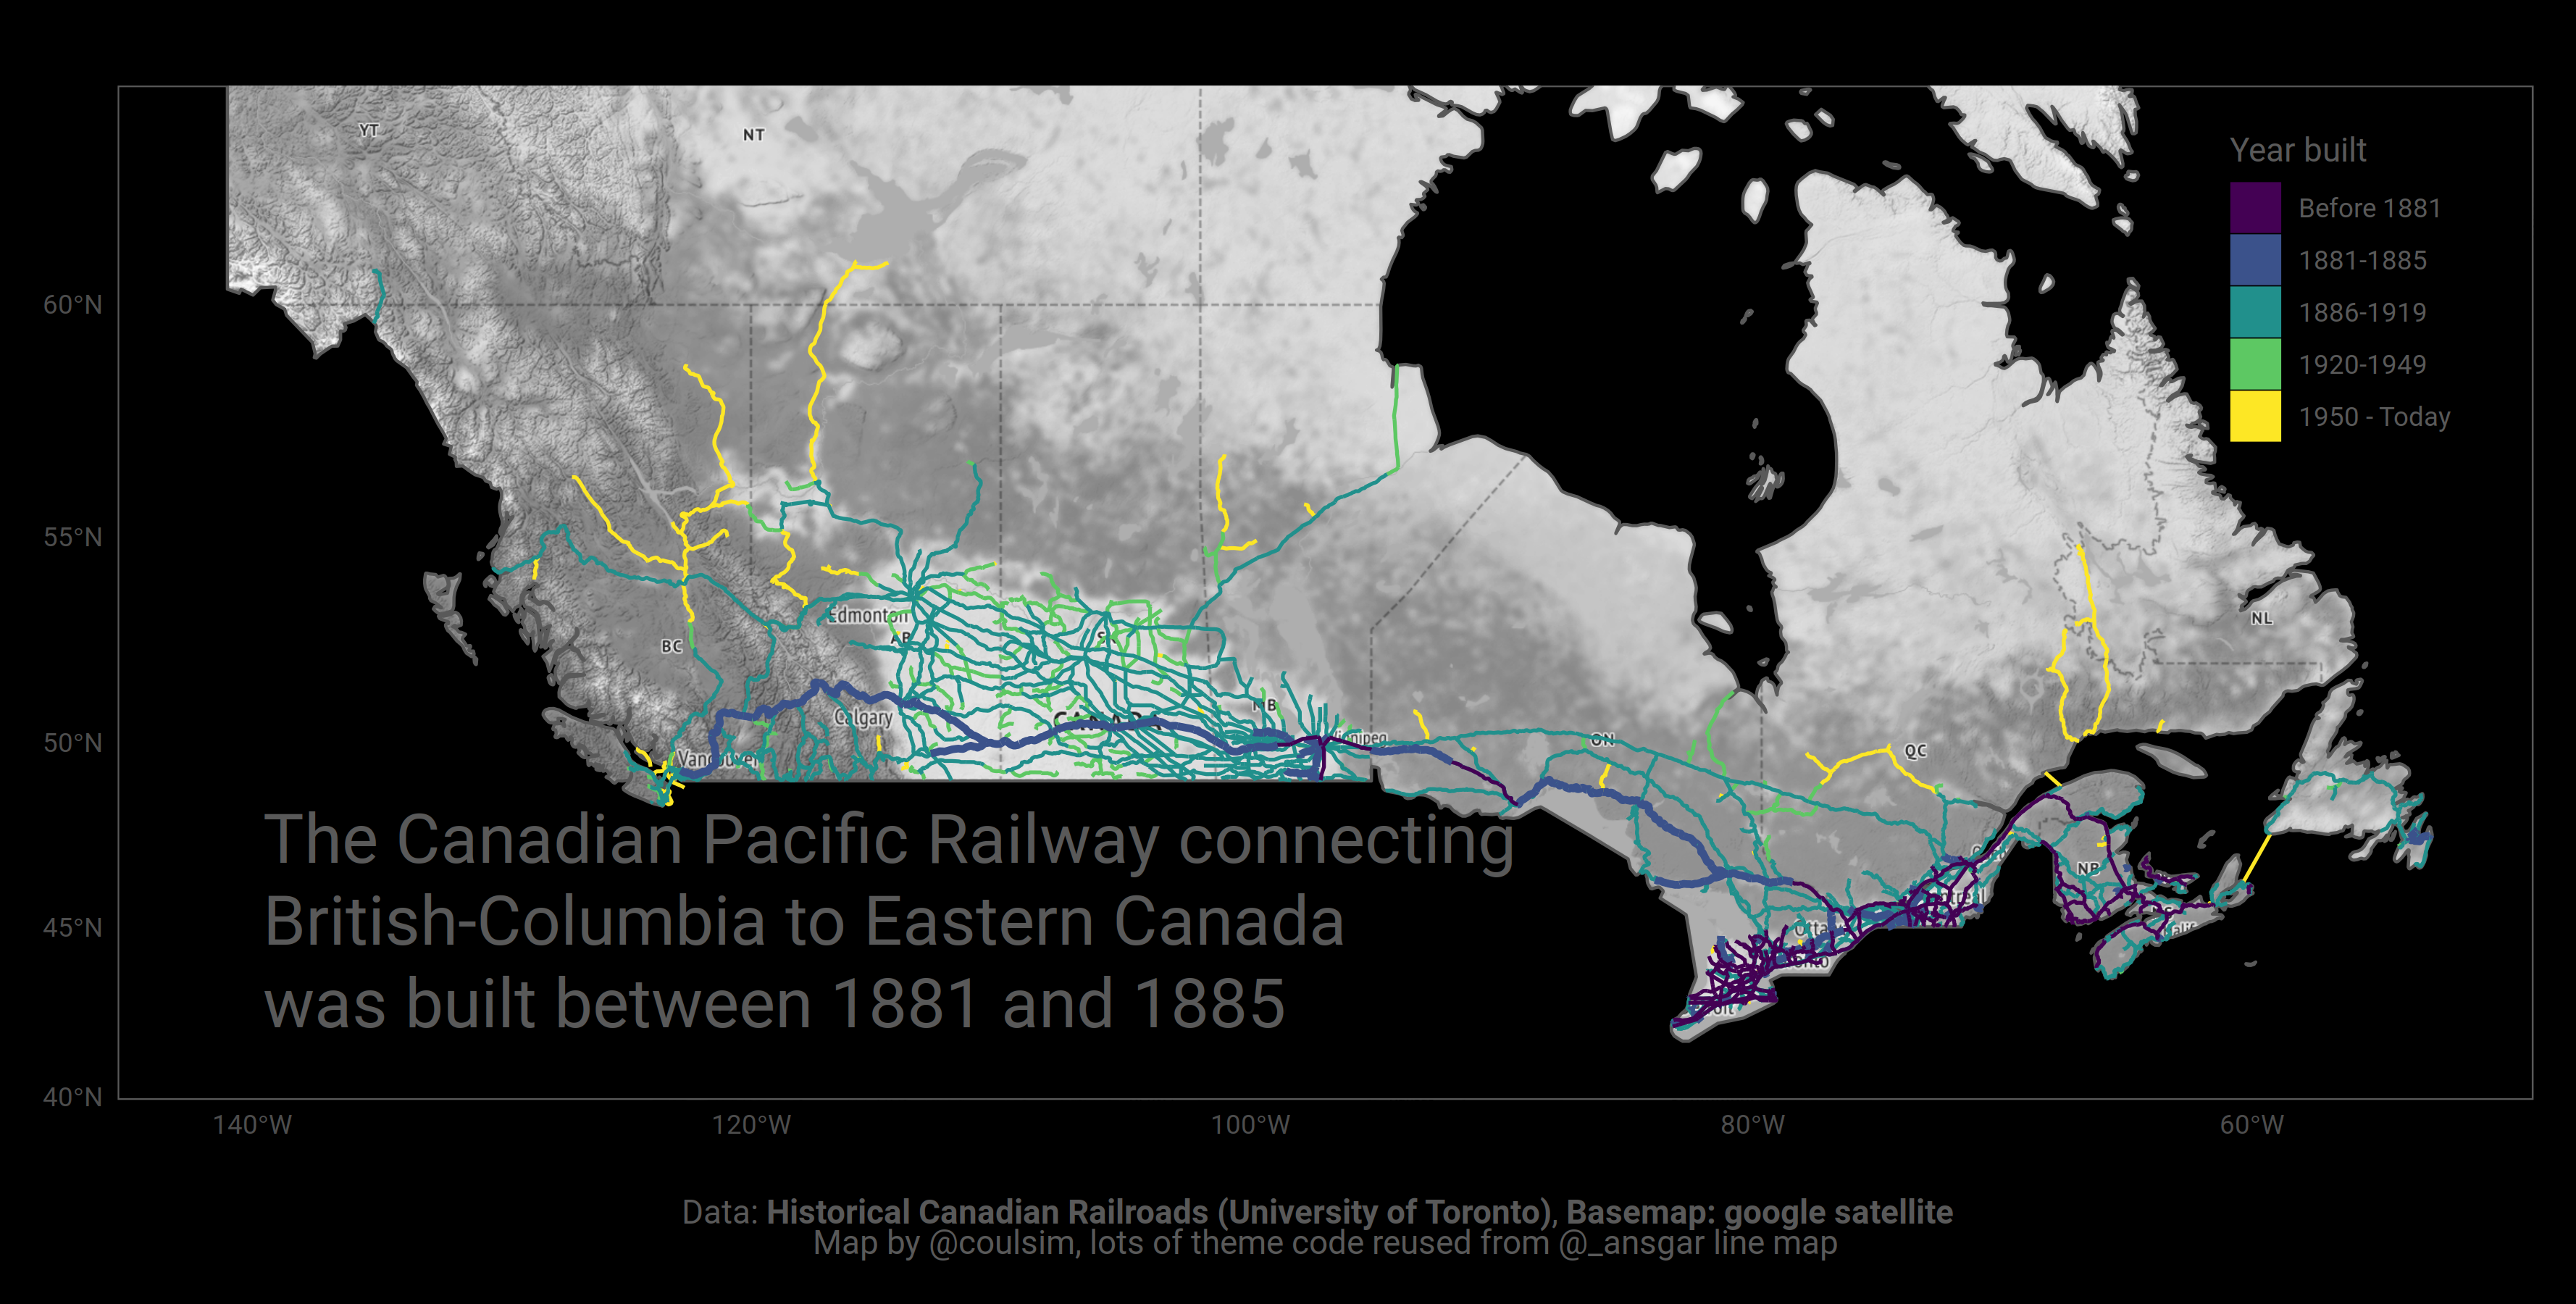 YT
NT
Year built
Before 1881
1881-1885
1886-1919
1920-1949
1950 - Today
60°N
55°N
50°N
45°N
40°N
NL
Edmonton
AB
BC
MB
Calgary
CANADA
Vancouver
ON
QC
NB
The Canadian Pacific Railway connecting
British-Columbia to Eastern Canada
was built between 1881 and 1885
140°W
120°W
100°W
80°W
60°W
Data: Historical Canadian Railroads (University of Toronto), Basemap: google satellite
Map by @coulsim, lots of theme code reused from @_ansgar line map